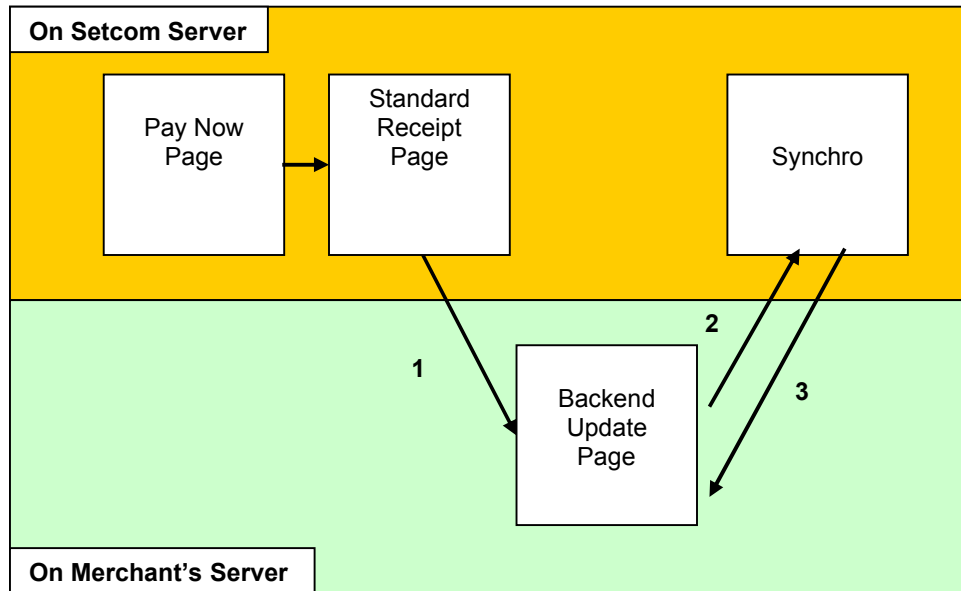 On Setcom Server
Pay Now
Page
Standard
Receipt
Page
Synchro
1
2
3
Backend
Update
Page
On Merchant's Server